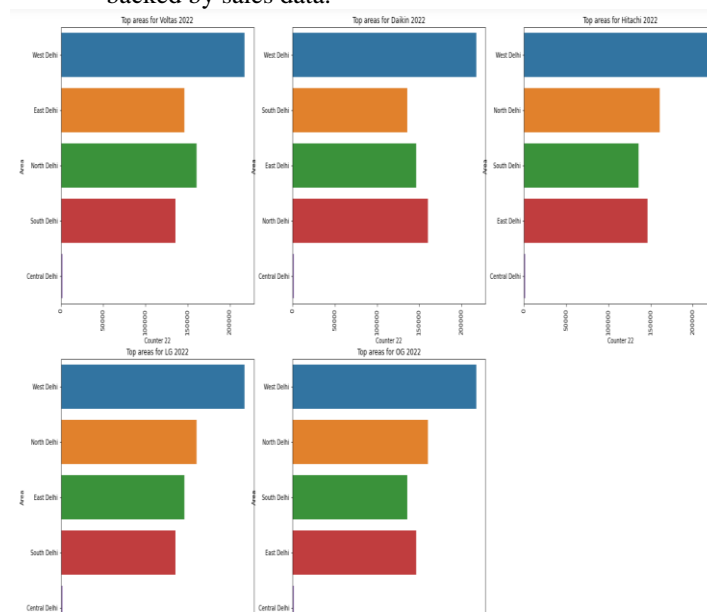 backed by sales data.
Top areas for Voltas 2022
West Delhi
East Delhi
North Delhi
South Delhi
Central Delhi
Area
0
50000
100000
150000
200000
Counter 22
Top areas for Daikin 2022
West Delhi
South Delhi
East Delhi
North Delhi
Central Delhi
Area
0
50000
100000
150000
200000
Counter 22
Top areas for Hitachi 2022
West Delhi
North Delhi
South Delhi
East Delhi
Central Delhi
Area
0
50000
100000
150000
200000
Top areas for LG 2022
West Delhi
North Delhi
East Delhi
South Delhi
Central Delhi
Area
Top areas for OG 2022
West Delhi
North Delhi
South Delhi
East Delhi
Central Delhi
Area